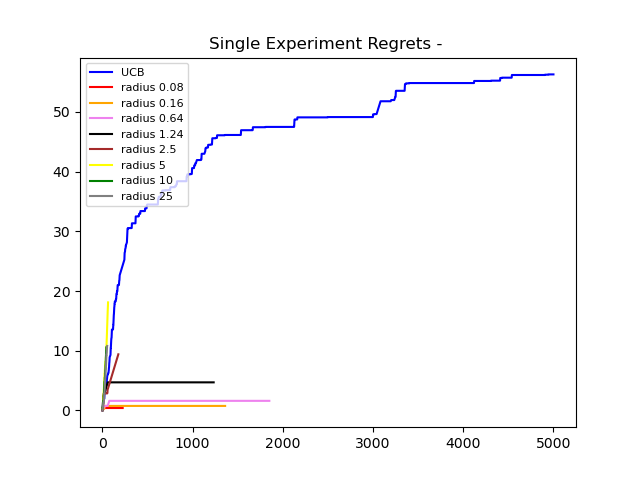 Single Experiment Regrets -
UCB
radius 0.08
radius 0.16
radius 0.64
radius 1.24
radius 2.5
radius 5
radius 10
radius 25
50
40
30
20
10
0
0 1000 2000 3000 4000 5000